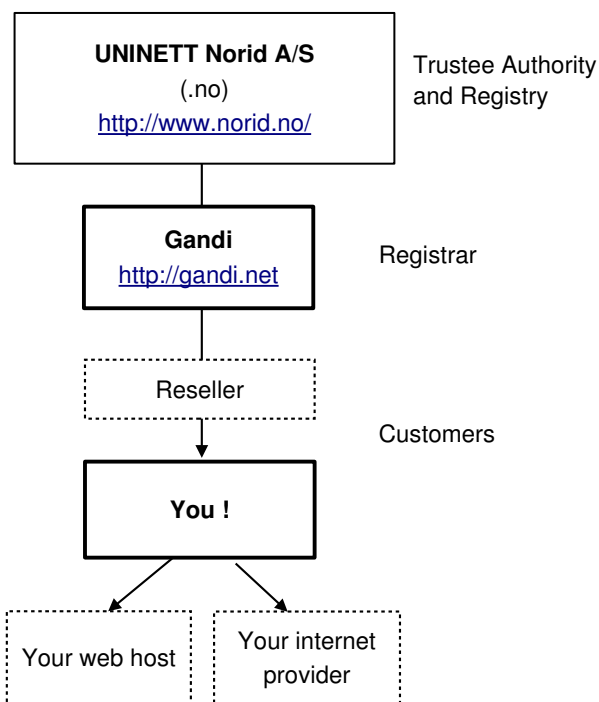 UNINETT Norid A/S
(.no)
http://www.norid.no/
Trustee Authority
and Registry
Gandi
http://gandi.net
Registrar
Reseller
Customers
You !
Your web host
Your internet
provider